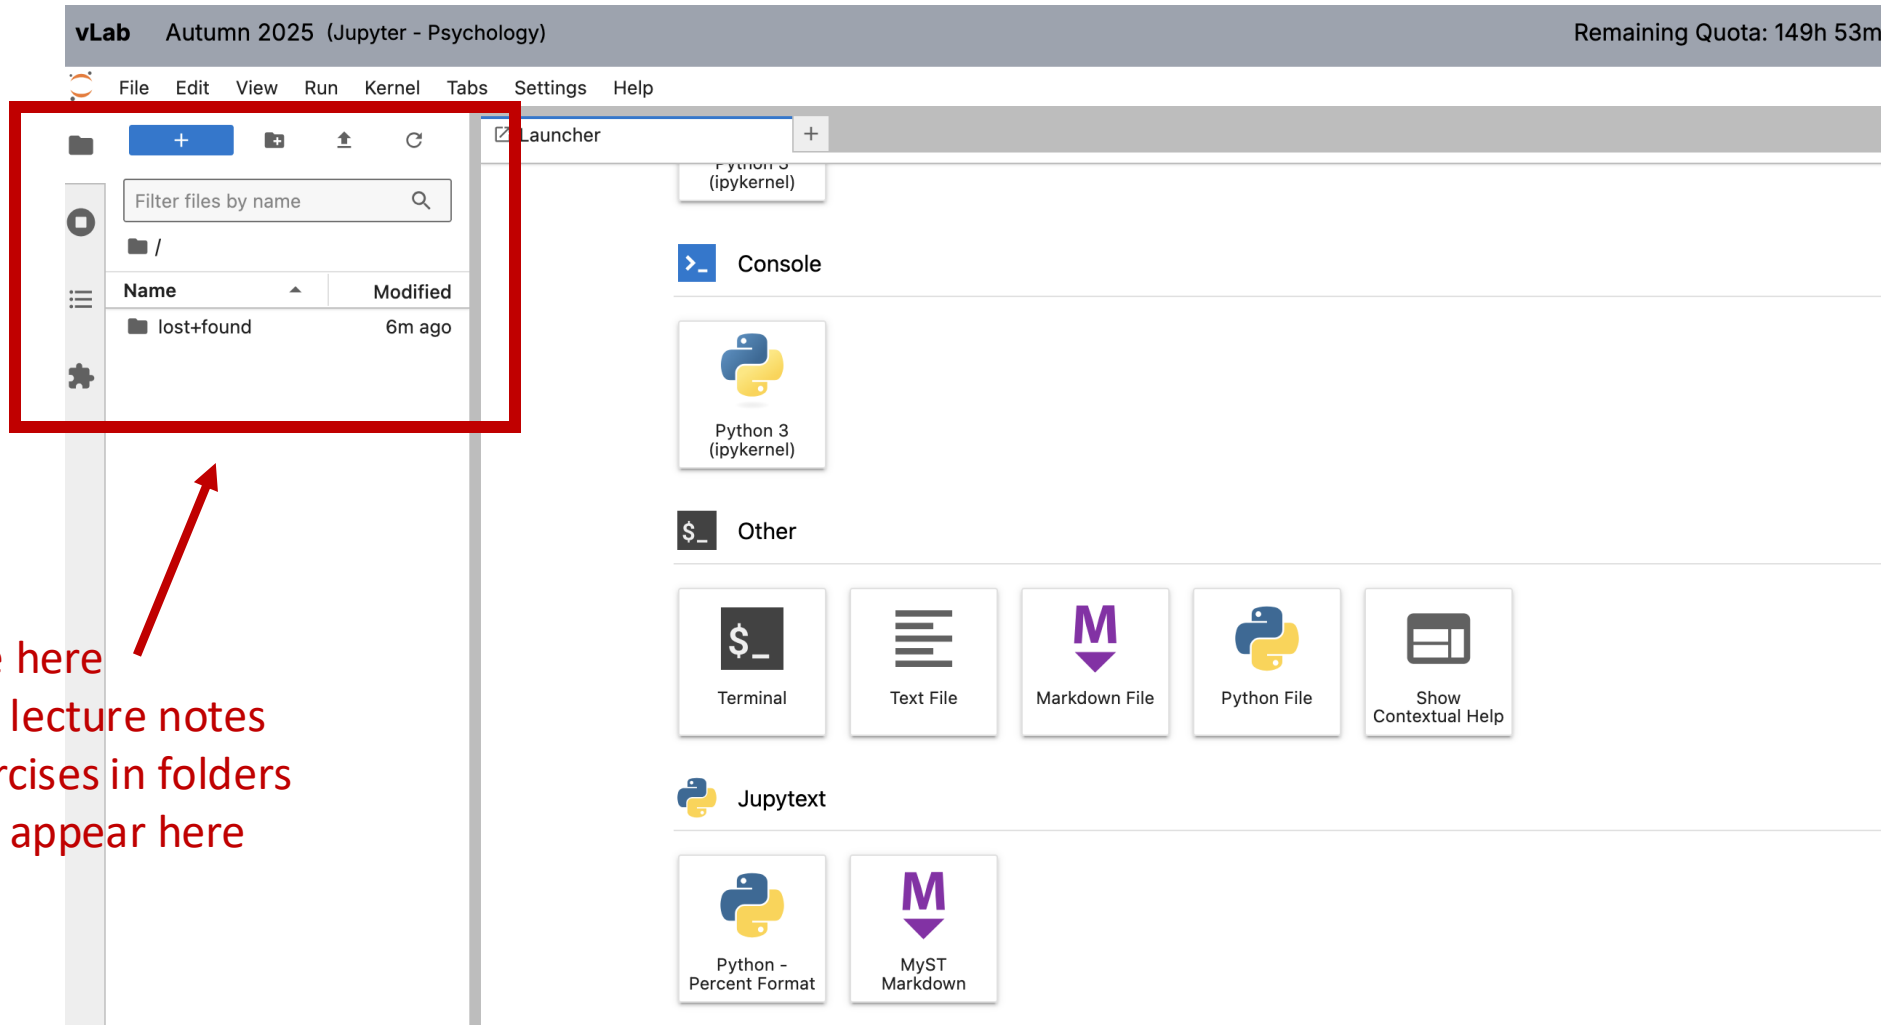 vLab Autumn 2025 (Jupyter - Psychology) Remaining Quota: 149h 53m
File Edit View Run Kernel Tabs Settings Help
+
Launcher +
Filter files by name
/
Name Modified
lost+found 6m ago
(ipykernel)
Console
Python 3
(ipykernel)
$_ Other
$_
Terminal
Text File
Markdown File
Python File
Show
Contextual Help
Jupytext
Python -
Percent Format
MyST
Markdown
here
lecture notes
in folders
appear here